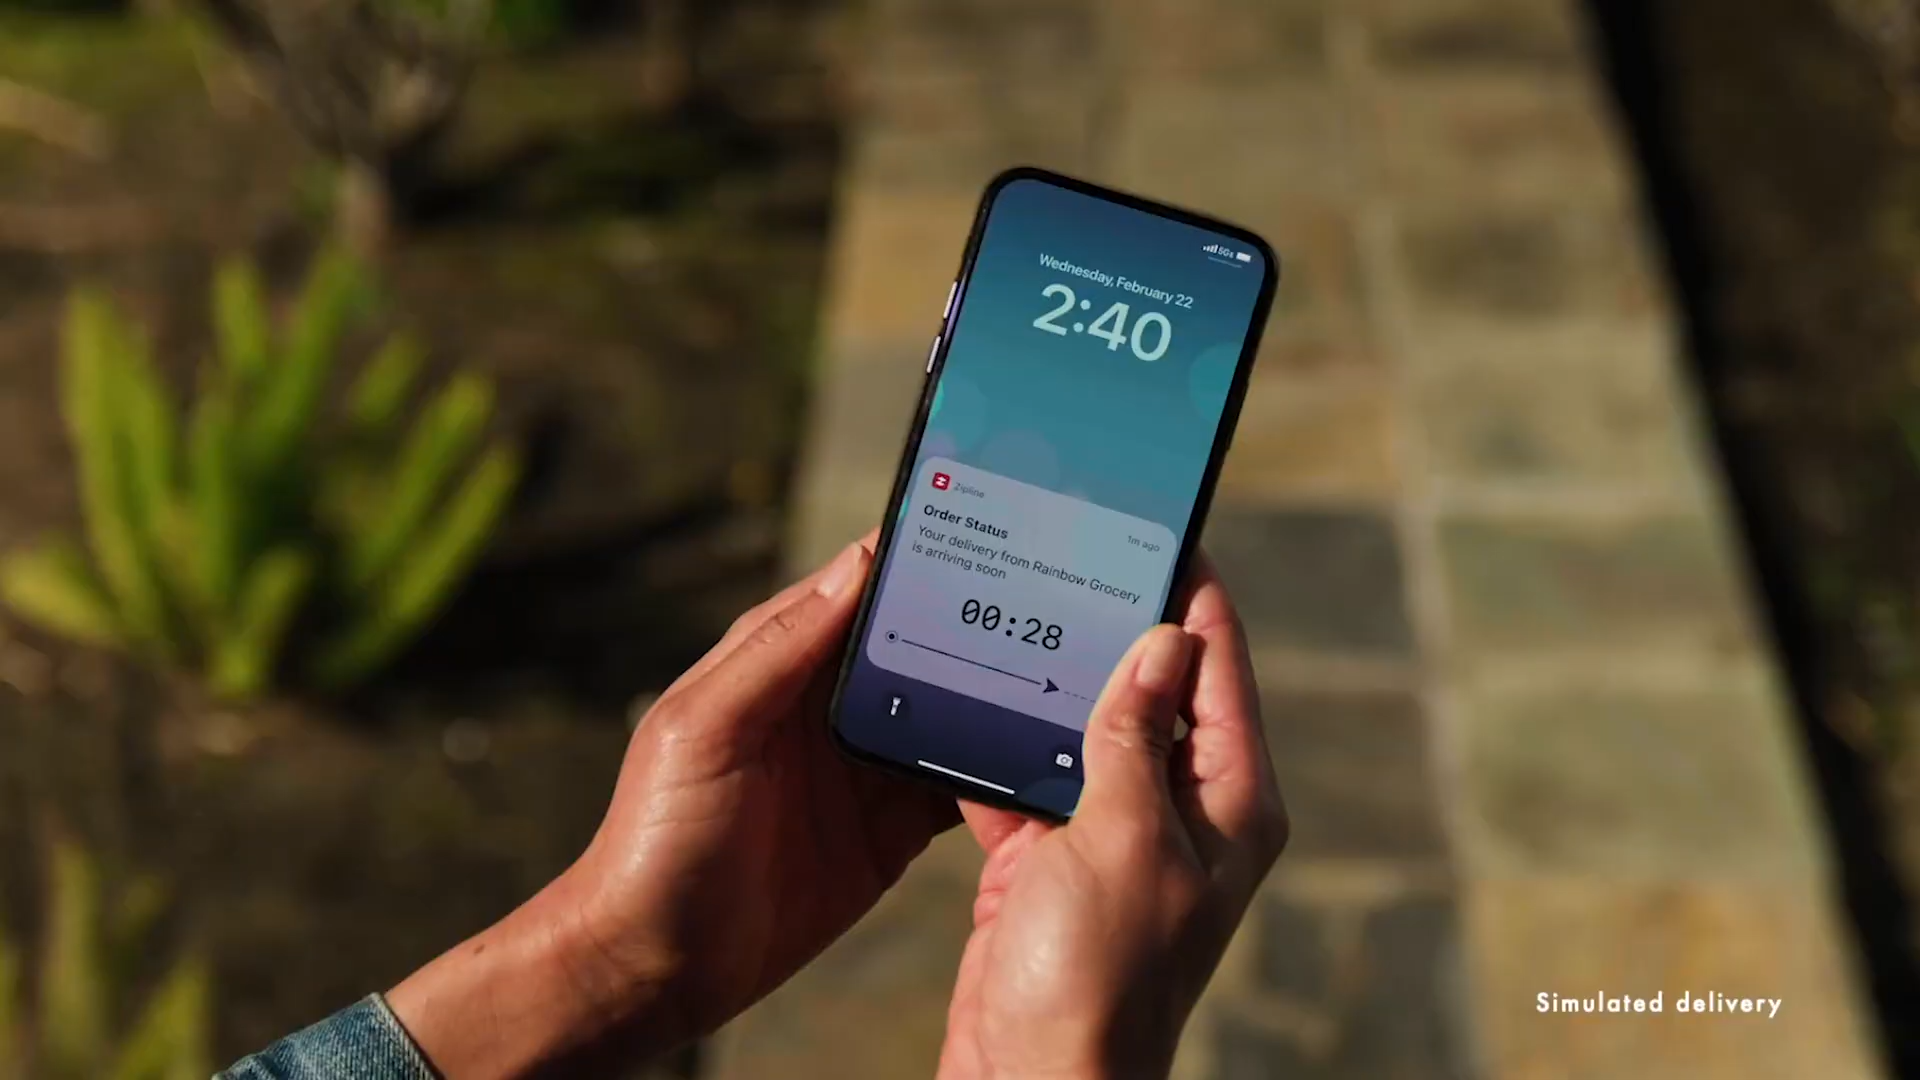 5G
Wednesday, February 22
2:40
Zipline
Order Status
1m ago
Your delivery from Rainbow Grocery
is arriving soon
00:28
Simulated delivery